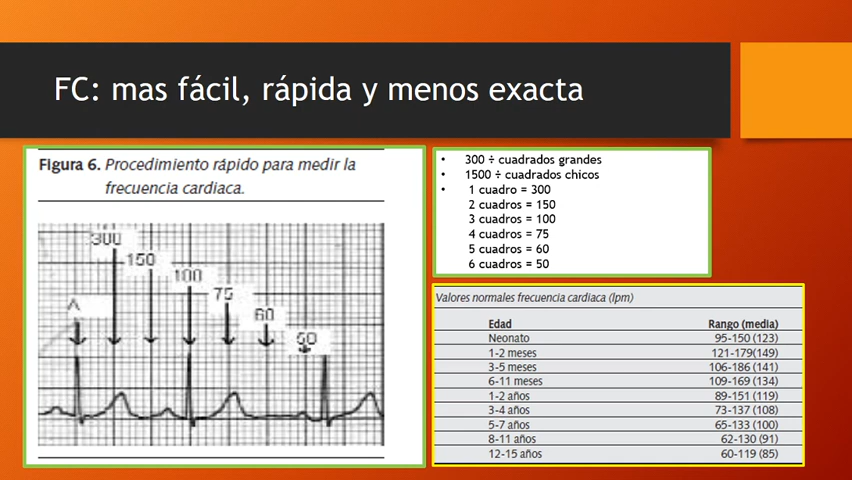 FC: mas fácil, rápida y menos exacta
Figura 6. Procedimiento rápido para medir la
frecuencia cardiaca.
300
150
100
75
60
50
A
• 300 ÷ cuadrados grandes
• 1500 ÷ cuadrados chicos
• 1 cuadro = 300
2 cuadros = 150
3 cuadros = 100
4 cuadros = 75
5 cuadros = 60
6 cuadros = 50
Valores normales frecuencia cardiaca (lpm)
Edad Rango (media)
Neonato 95-150 (123)
1-2 meses 121-179(149)
3-5 meses 106-186 (141)
6-11 meses 109-169 (134)
1-2 años 89-151 (119)
3-4 años 73-137 (108)
5-7 años 65-133 (100)
8-11 años 62-130 (91)
12-15 años 60-119 (85)